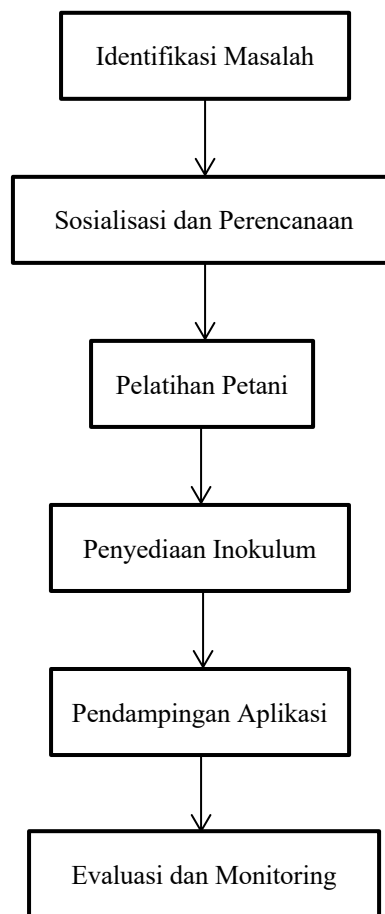 Identifikasi Masalah
Sosialisasi dan Perencanaan
Pelatihan Petani
Penyediaan Inokulum
Pendampingan Aplikasi
Evaluasi dan Monitoring